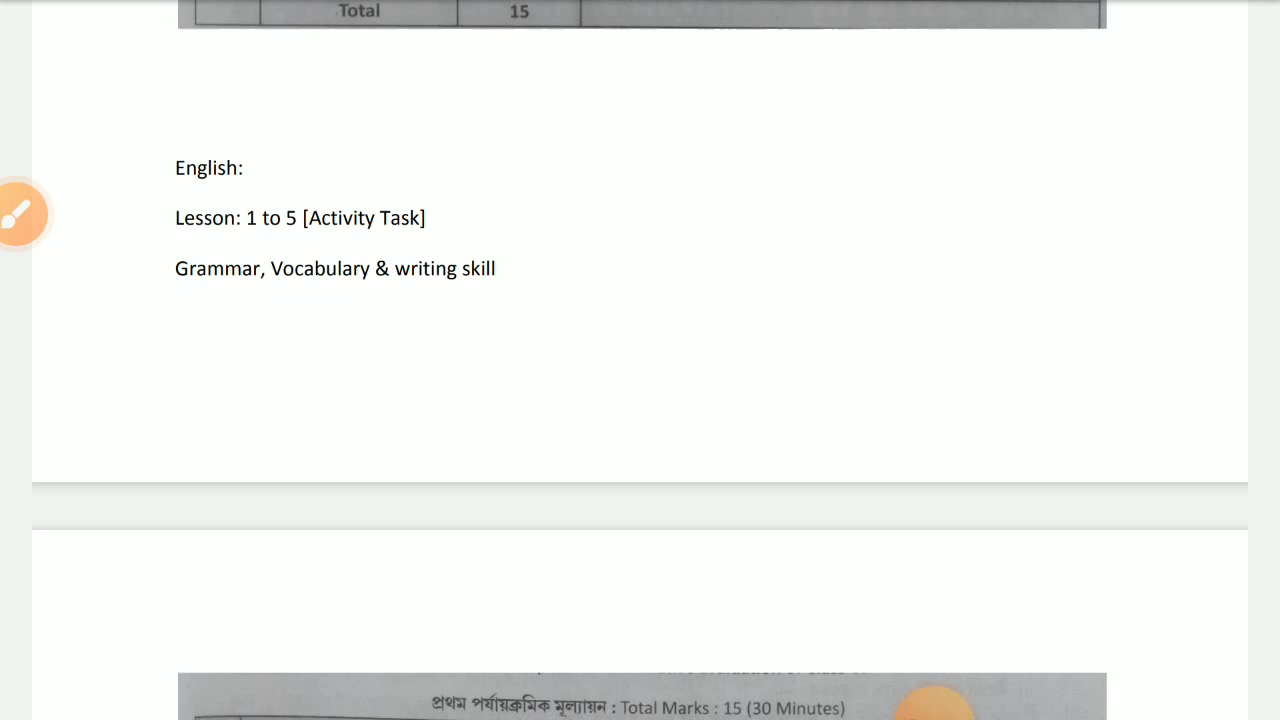 Total 15
English:
Lesson: 1 to 5 [Activity Task]
Grammar, Vocabulary & writing skill
প্রথম পর্যায়ক্রমিক মূল্যায়ন : Total Marks : 15 (30 Minutes)